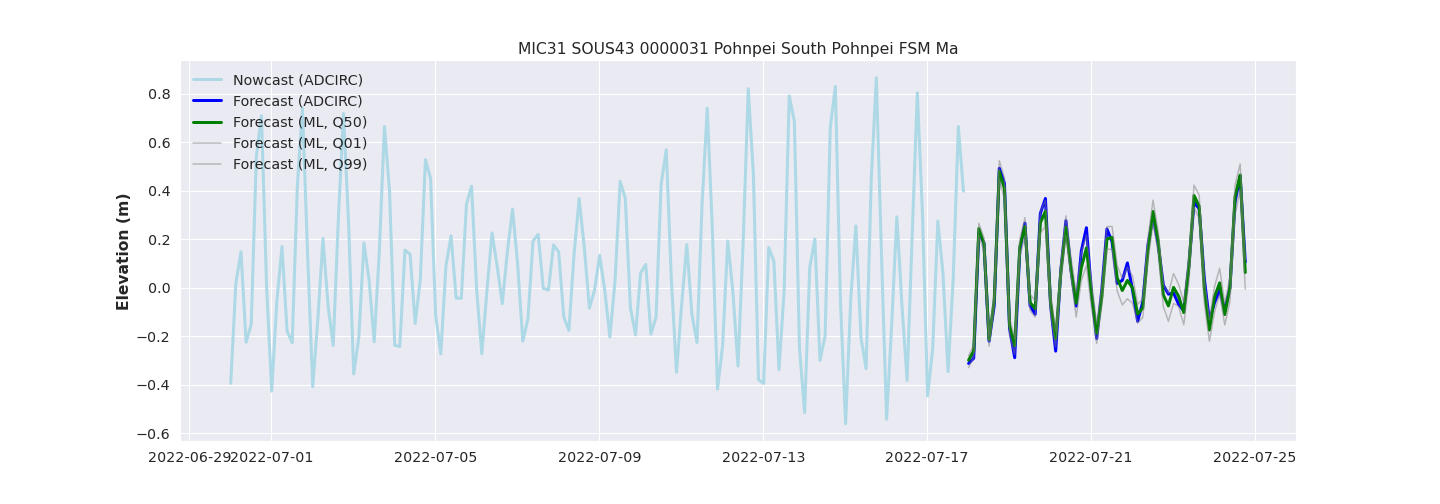 MIC31 SOUS43 0000031 Pohnpei South Pohnpei FSM Ma
Nowcast (ADCIRC)
Forecast (ADCIRC)
Forecast (ML, Q50)
Forecast (ML, Q01)
Forecast (ML, Q99)
Elevation (m)
0.8
0.6
0.4
0.2
0.0
−0.2
−0.4
−0.6
2022-06-29 2022-07-01 2022-07-05 2022-07-09 2022-07-13 2022-07-17 2022-07-21 2022-07-25